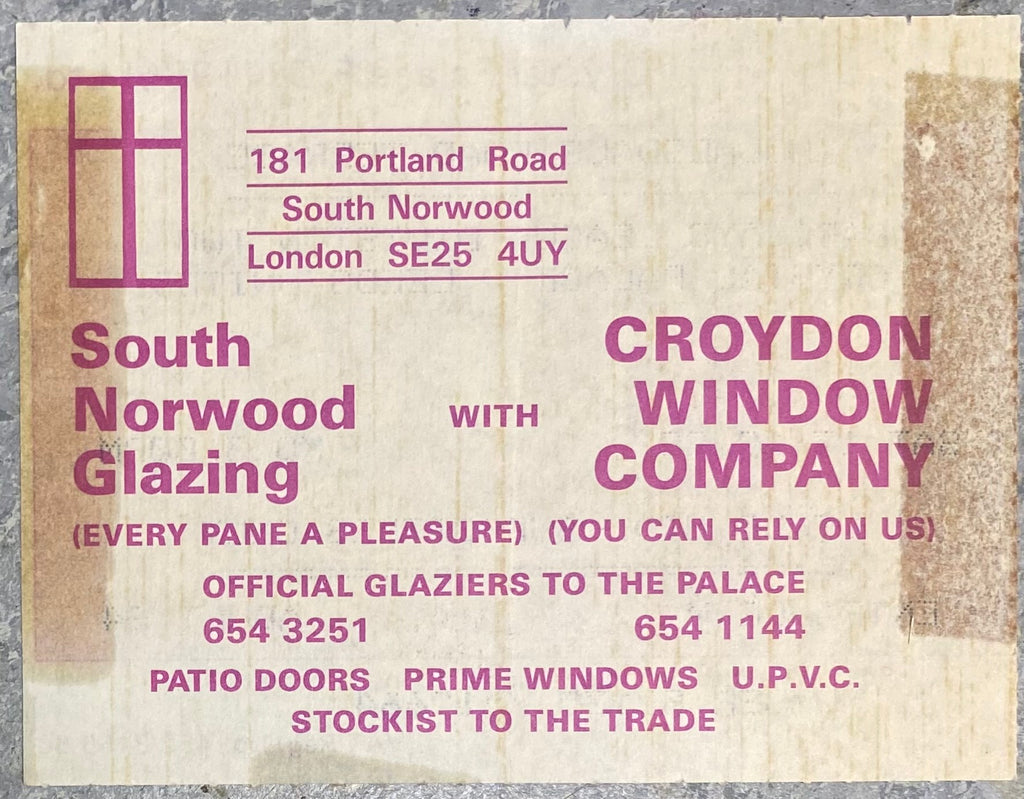 181 Portland Road
South Norwood
London SE25 4UY
South
Norwood
Glazing
WITH
CROYDON
WINDOW
COMPANY
(EVERY PANE A PLEASURE) (YOU CAN RELY ON US)
OFFICIAL GLAZIERS TO THE PALACE
654 3251 654 1144
PATIO DOORS PRIME WINDOWS U.P.V.C.
STOCKIST TO THE TRADE